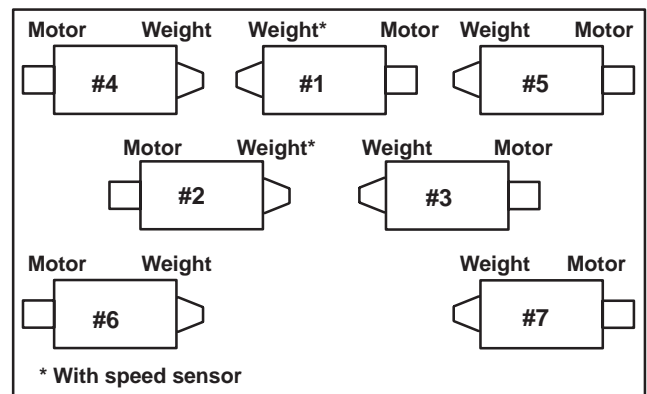 Motor Weight Weight* Motor Weight Motor
#4 #1 #5
Motor Weight* Weight Motor
#2 #3
Motor Weight Weight Motor
#6 #7
* With speed sensor